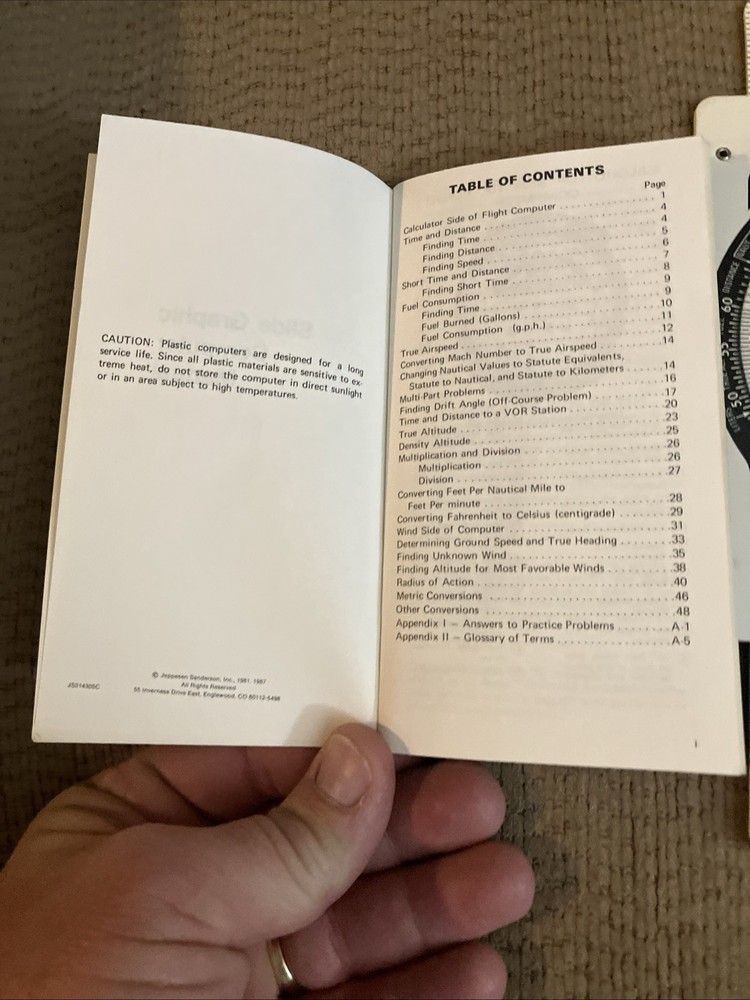 CAUTION: Plastic computers are designed for a long
service life. Since all plastic materials are sensitive to ex-
treme heat, do not store the computer in direct sunlight
or in an area subject to high temperatures.
JS314305C
© Jeppesen Sanderson, Inc., 1981, 1987
All Rights Reserved
55 Inverness Drive East, Englewood, CO 80112-5498
TABLE OF CONTENTS
Page
Calculator Side of Flight Computer . . . . . . . . . . 1
Time and Distance . . . . . . . . . . 4
Finding Time . . . . . . . . . . 4
Finding Distance . . . . . . . . . . 5
Finding Speed . . . . . . . . . . 6
Short Time and Distance . . . . . . . . . . 7
Finding Short Time . . . . . . . . . . 8
Fuel Consumption . . . . . . . . . . 9
Finding Time . . . . . . . . . . 9
Fuel Burned (Gallons) . . . . . . . . . . 10
Fuel Consumption (g.p.h.) . . . . . . . . . . 11
True Airspeed . . . . . . . . . . 12
Converting Mach Number to True Airspeed . . . . . . . . . . 14
Changing Nautical Values to Statute Equivalents,
Statute to Nautical, and Statute to Kilometers . . . . . . 14
Multi-Part Problems . . . . . . . . . . 16
Finding Drift Angle (Off-Course Problem) . . . . . . . . . . 17
Time and Distance to a VOR Station . . . . . . . . . . 20
True Altitude . . . . . . . . . . 23
Density Altitude . . . . . . . . . . 25
Multiplication and Division . . . . . . . . . . 26
Multiplication . . . . . . . . . . 26
Division . . . . . . . . . . 27
Converting Feet Per Nautical Mile to
Feet Per minute . . . . . . . . . . 28
Converting Fahrenheit to Celsius (centigrade) . . . . . . . . 29
Wind Side of Computer . . . . . . . . . . 31
Determining Ground Speed and True Heading . . . . . . . . 33
Finding Unknown Wind . . . . . . . . . . 35
Finding Altitude for Most Favorable Winds . . . . . . . . . . 38
Radius of Action . . . . . . . . . . 40
Metric Conversions . . . . . . . . . . 46
Other Conversions . . . . . . . . . . 48
Appendix I — Answers to Practice Problems . . . . . . . . A-1
Appendix II — Glossary of Terms . . . . . . . . . . A-5
i
DISTANCE
60
55
50
LITERS